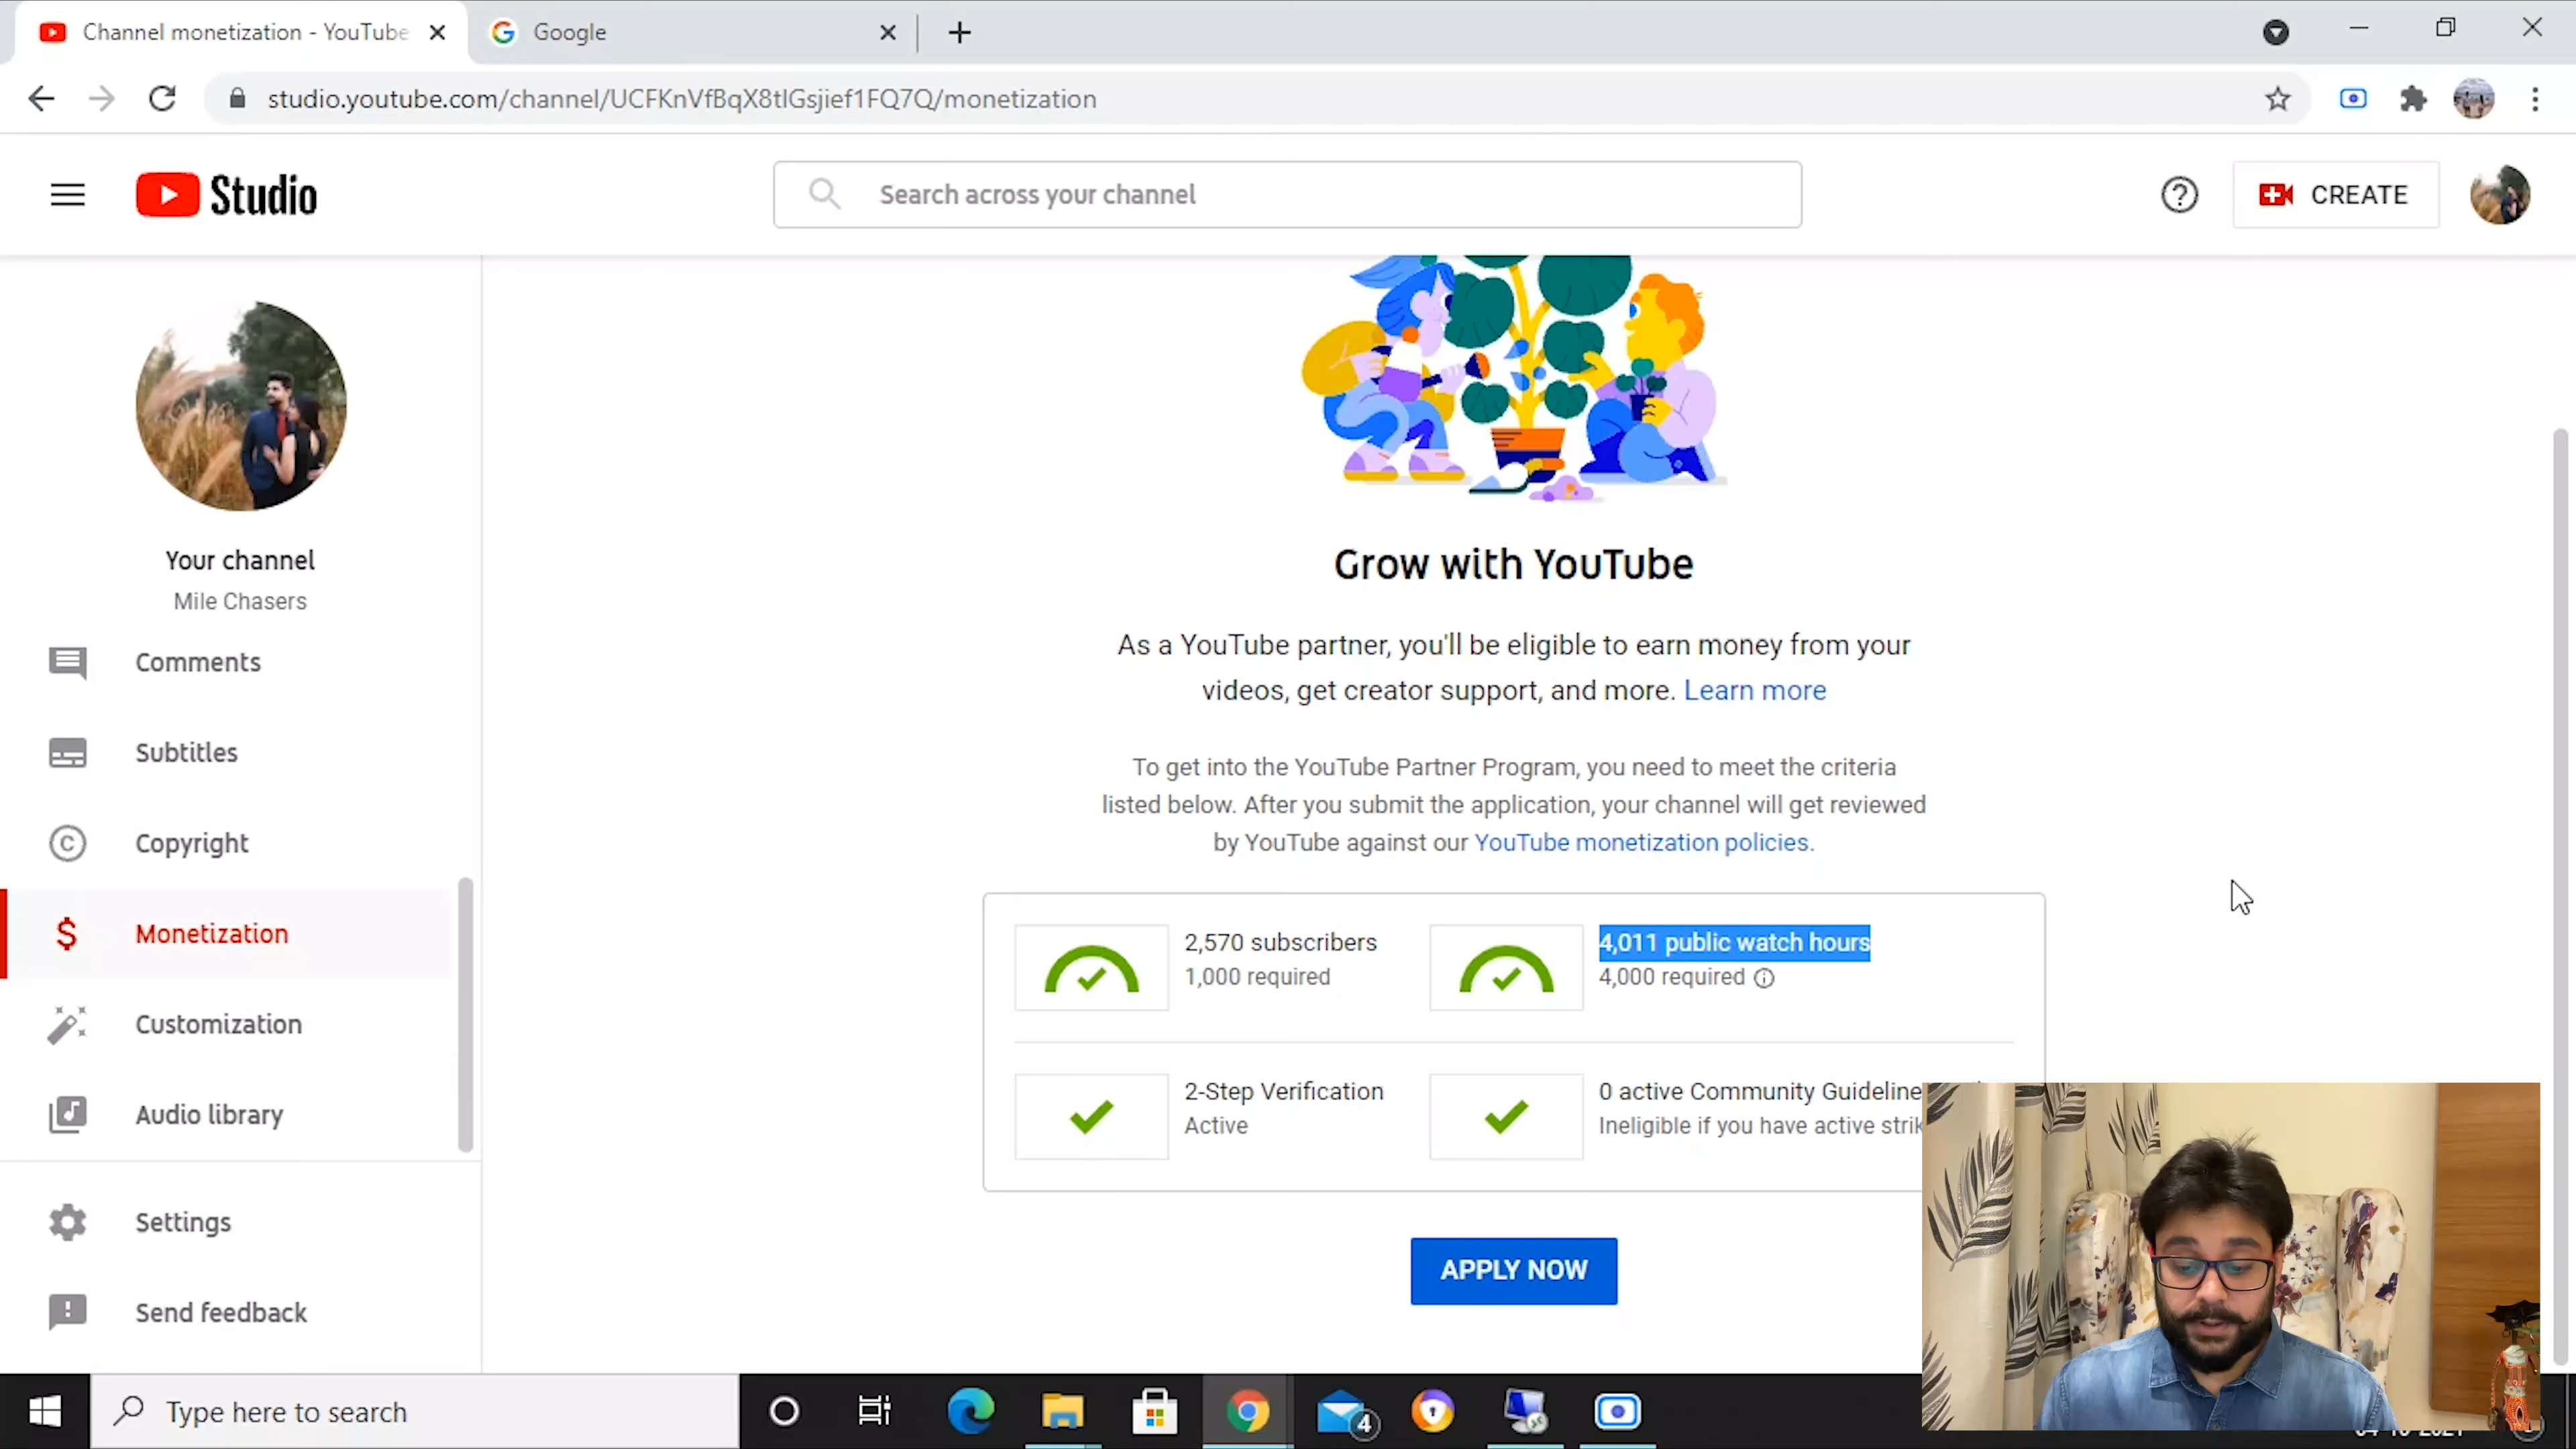 Channel monetization - YouTube
Google
studio.youtube.com/channel/UCFKnVfBqX8tIGsjief1FQ7Q/monetization
Studio
Search across your channel
CREATE
Your channel
Mile Chasers
Comments
Subtitles
Copyright
Monetization
Customization
Audio library
Settings
Send feedback
Grow with YouTube
As a YouTube partner, you'll be eligible to earn money from your
videos, get creator support, and more. Learn more
To get into the YouTube Partner Program, you need to meet the criteria
listed below. After you submit the application, your channel will get reviewed
by YouTube against our YouTube monetization policies.
2,570 subscribers
1,000 required
4,011 public watch hours
4,000 required
2-Step Verification
Active
0 active Community Guideline
Ineligible if you have active strik
APPLY NOW
Type here to search
4